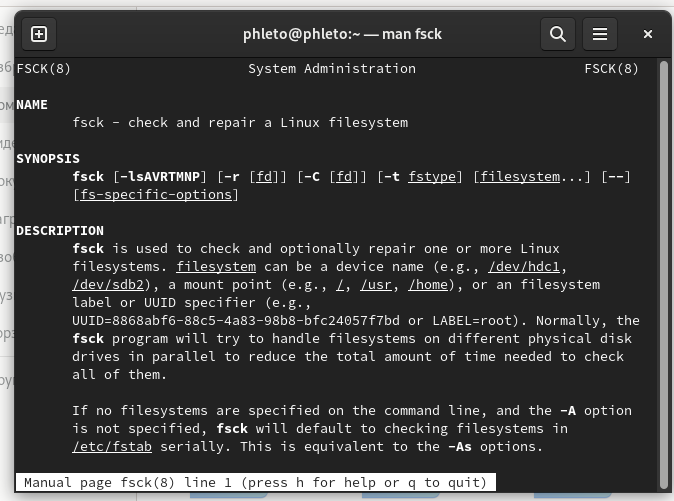 phleto@phleto:~ — man fsck
FSCK(8) System Administration FSCK(8)
NAME
fsck - check and repair a Linux filesystem
SYNOPSIS
fsck [-lsAVRTMNP] [-r [fd]] [-C [fd]] [-t fstype] [filesystem...] [--]
[fs-specific-options]
DESCRIPTION
fsck is used to check and optionally repair one or more Linux
filesystems. filesystem can be a device name (e.g., /dev/hdc1,
/dev/sdb2), a mount point (e.g., /, /usr, /home), or an filesystem
label or UUID specifier (e.g.,
UUID=8868abf6-88c5-4a83-98b8-bfc24057f7bd or LABEL=root). Normally, the
fsck program will try to handle filesystems on different physical disk
drives in parallel to reduce the total amount of time needed to check
all of them.
If no filesystems are specified on the command line, and the -A option
is not specified, fsck will default to checking filesystems in
/etc/fstab serially. This is equivalent to the -As options.
Manual page fsck(8) line 1 (press h for help or q to quit)